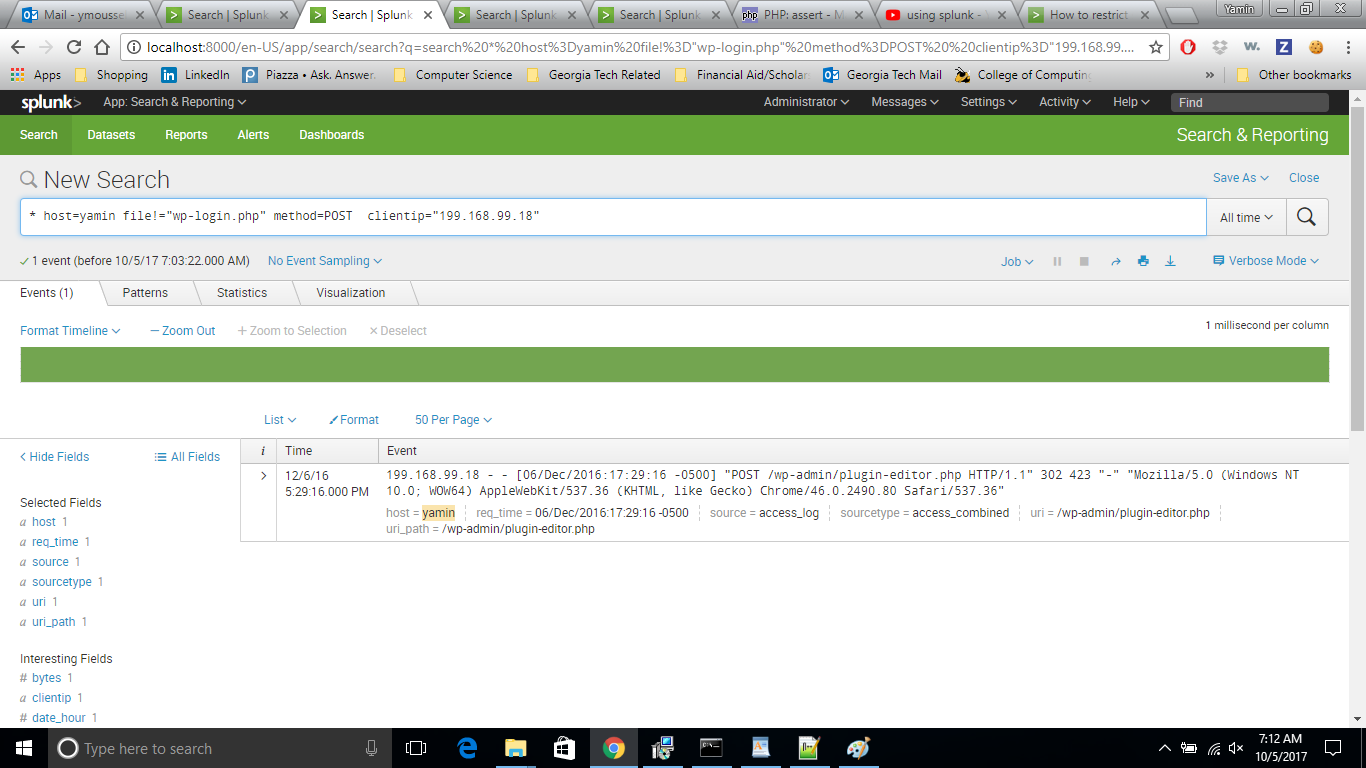 Yamin
Mail - ymousse
Search | Splunk
Search | Splunk
Search | Splunk
Search | Splunk
php PHP: assert - M
using splunk - Y
How to restrict
localhost:8000/en-US/app/search/search?q=search%20*%20host%3Dyamin%20file!%3D"wp-login.php"%20method%3DPOST%20%20clientip%3D"199.168.99....
Apps Shopping LinkedIn Piazza • Ask. Answer. Computer Science Georgia Tech Related Financial Aid/Scholar Georgia Tech Mail College of Computin » Other bookmarks
splunk> App: Search & Reporting Administrator Messages Settings Activity Help Find
Search Datasets Reports Alerts Dashboards Search & Reporting
New Search Save As Close
* host=yamin file!="wp-login.php" method=POST  clientip="199.168.99.18" All time
1 event (before 10/5/17 7:03:22.000 AM) No Event Sampling Job Verbose Mode
Events (1) Patterns Statistics Visualization
Format Timeline — Zoom Out + Zoom to Selection × Deselect 1 millisecond per column
List Format 50 Per Page
< Hide Fields All Fields
i Time Event
12/6/16
5:29:16.000 PM
199.168.99.18 - - [06/Dec/2016:17:29:16 -0500] "POST /wp-admin/plugin-editor.php HTTP/1.1" 302 423 "-" "Mozilla/5.0 (Windows NT
10.0; WOW64) AppleWebKit/537.36 (KHTML, like Gecko) Chrome/46.0.2490.80 Safari/537.36"
host = yamin req_time = 06/Dec/2016:17:29:16 -0500 source = access_log sourcetype = access_combined uri = /wp-admin/plugin-editor.php
uri_path = /wp-admin/plugin-editor.php
Selected Fields
a host 1
a req_time 1
a source 1
a sourcetype 1
a uri 1
a uri_path 1
Interesting Fields
# bytes 1
a clientip 1
# date_hour 1
Type here to search
7:12 AM
10/5/2017